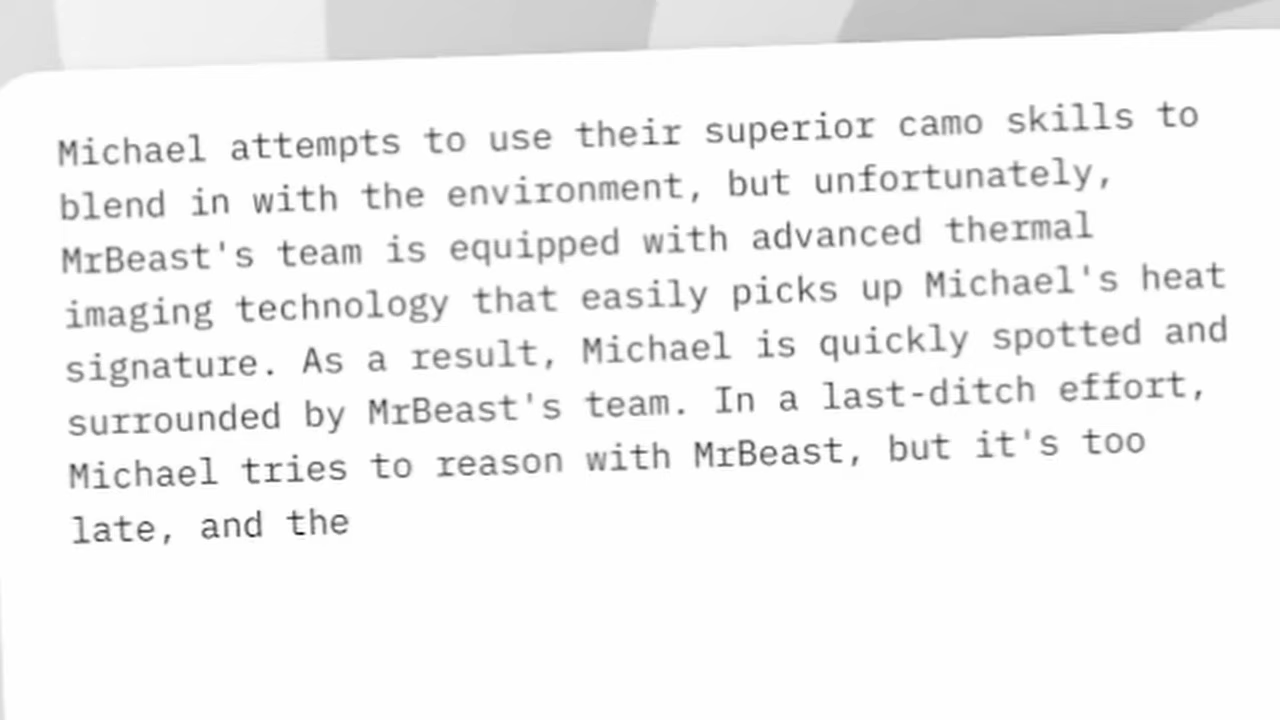 Michael attempts to use their superior camo skills to
blend in with the environment, but unfortunately,
MrBeast's team is equipped with advanced thermal
imaging technology that easily picks up Michael's heat
signature. As a result, Michael is quickly spotted and
surrounded by MrBeast's team. In a last-ditch effort,
Michael tries to reason with MrBeast, but it's too
late, and the